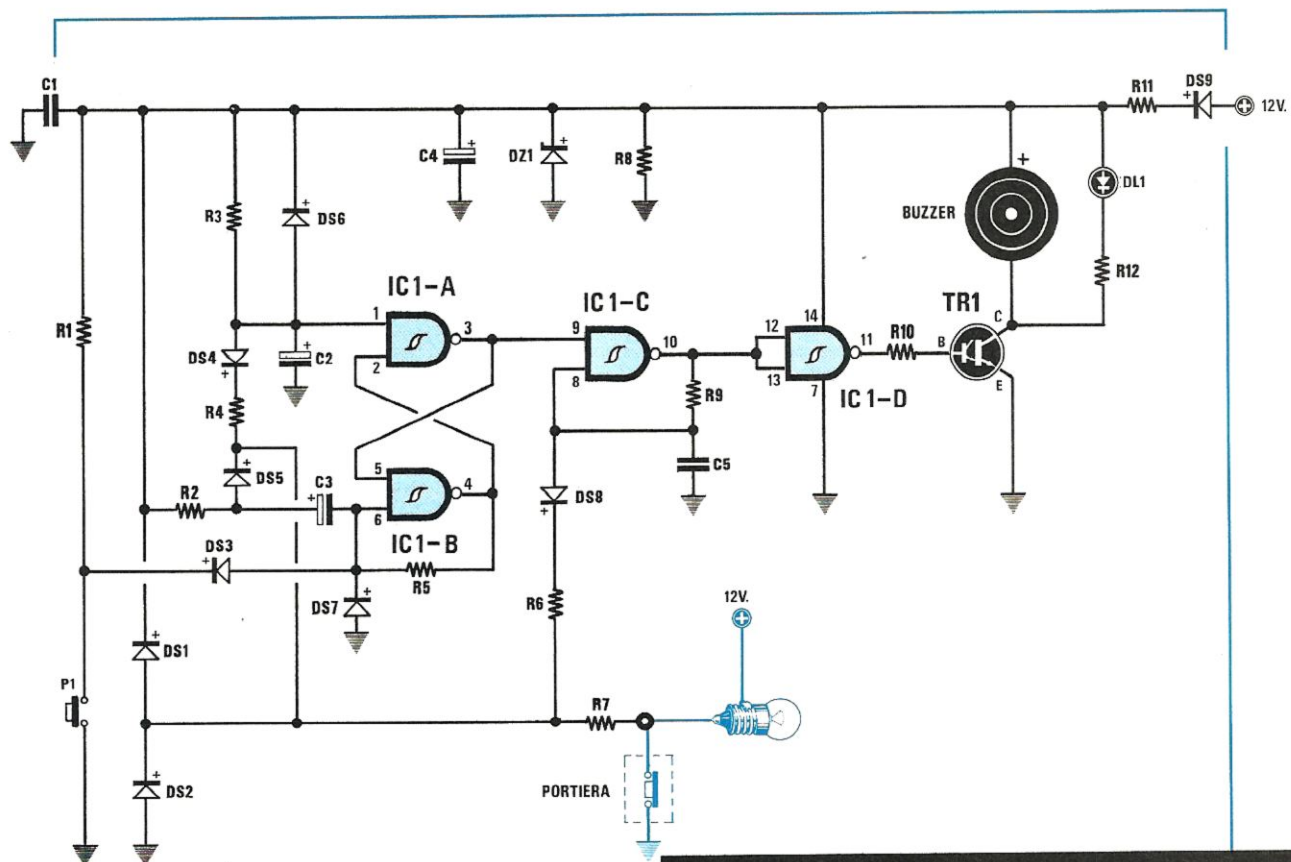 C1
R11
DS9
+
12V.
C4
+
DZ1
+
R8
+
BUZZER
DL1
R3
DS6
+
R12
R1
IC1-A
IC1-C
TR1
1
3
2
9
10
8
14
12
13
11
7
R10
B
C
E
IC1-D
DS4
+
C2
+
R4
R9
C5
DS5
+
R2
C3
+
5
4
6
IC1-B
DS8
+
DS3
+
R5
DS7
+
R6
12V.
+
DS1
+
P1
R7
DS2
+
PORTIERA